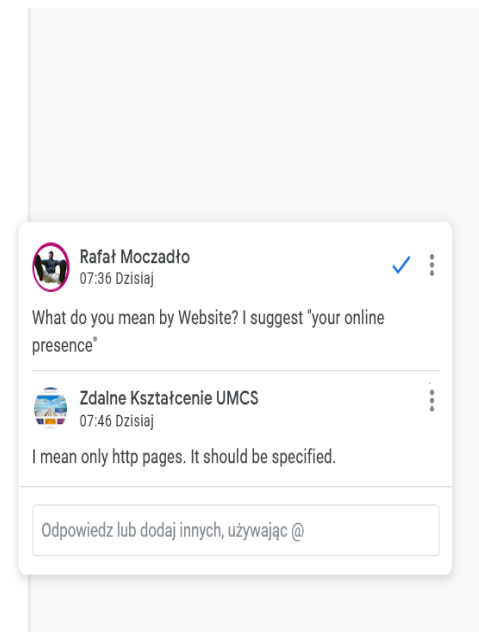 Rafał Moczadło
07:36 Dzisiaj
What do you mean by Website? I suggest "your online
presence"
Zdalne Kształcenie UMCS
07:46 Dzisiaj
I mean only http pages. It should be specified.
Odpowiedz lub dodaj innych, używając @